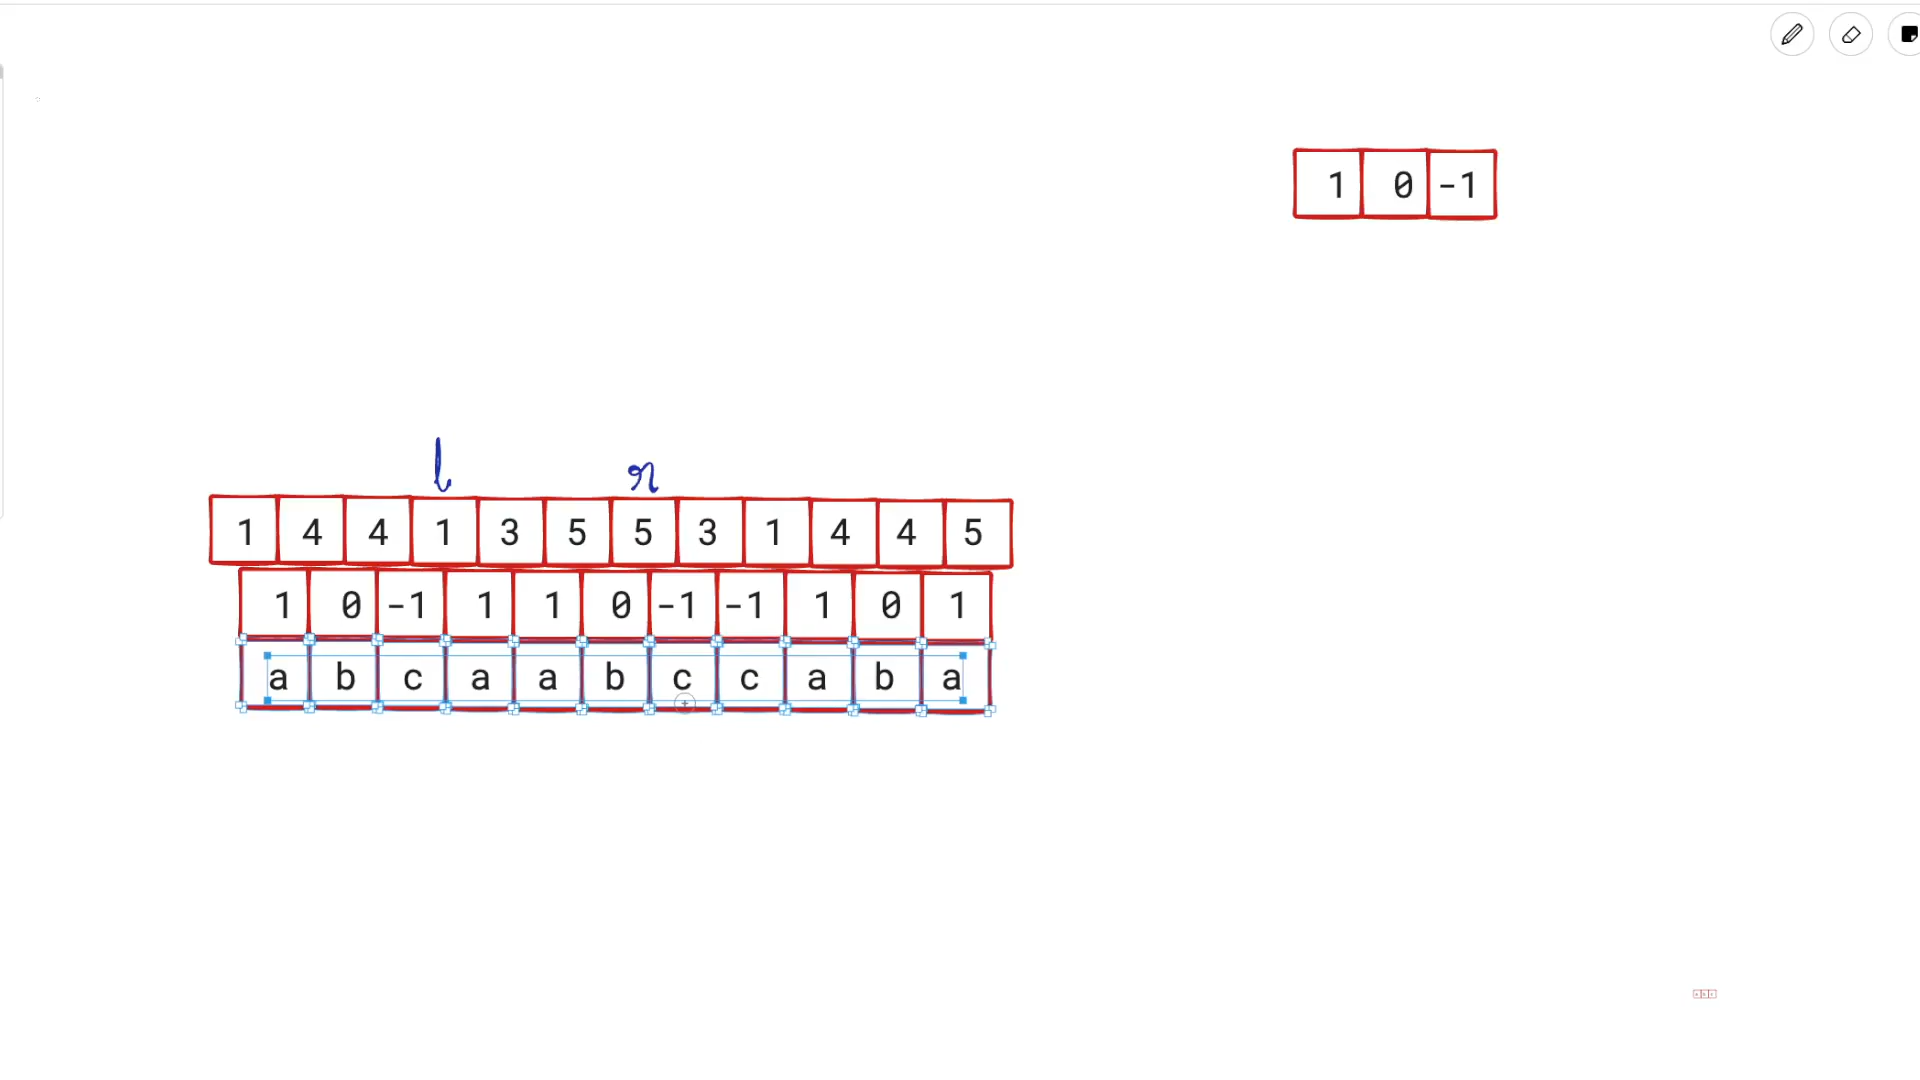 1 0 -1
l r
1 4 4 1 3 5 5 3 1 4 4 5
1 0 -1 1 1 0 -1 -1 1 0 1
a b c a a b c c a b a